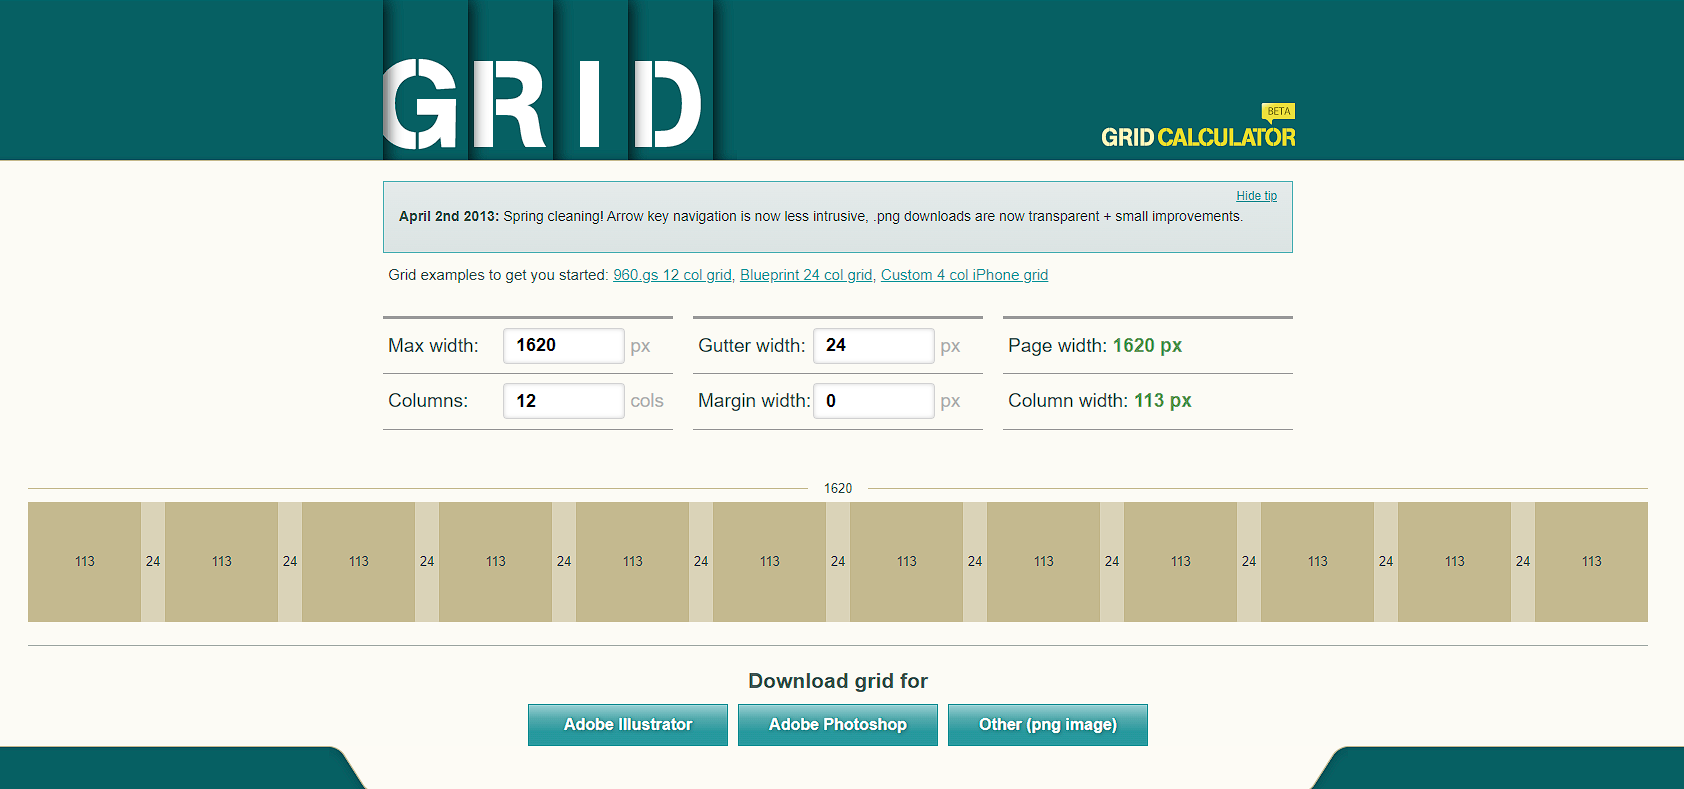 GRID
BETA
GRID CALCULATOR
Hide tip
April 2nd 2013: Spring cleaning! Arrow key navigation is now less intrusive, .png downloads are now transparent + small improvements.
Grid examples to get you started: 960.gs 12 col grid, Blueprint 24 col grid, Custom 4 col iPhone grid
Max width: 1620 px Gutter width: 24 px Page width: 1620 px
Columns: 12 cols Margin width: 0 px Column width: 113 px
1620
113 24 113 24 113 24 113 24 113 24 113 24 113 24 113 24 113 24 113 24 113 24 113
Download grid for
Adobe Illustrator Adobe Photoshop Other (png image)